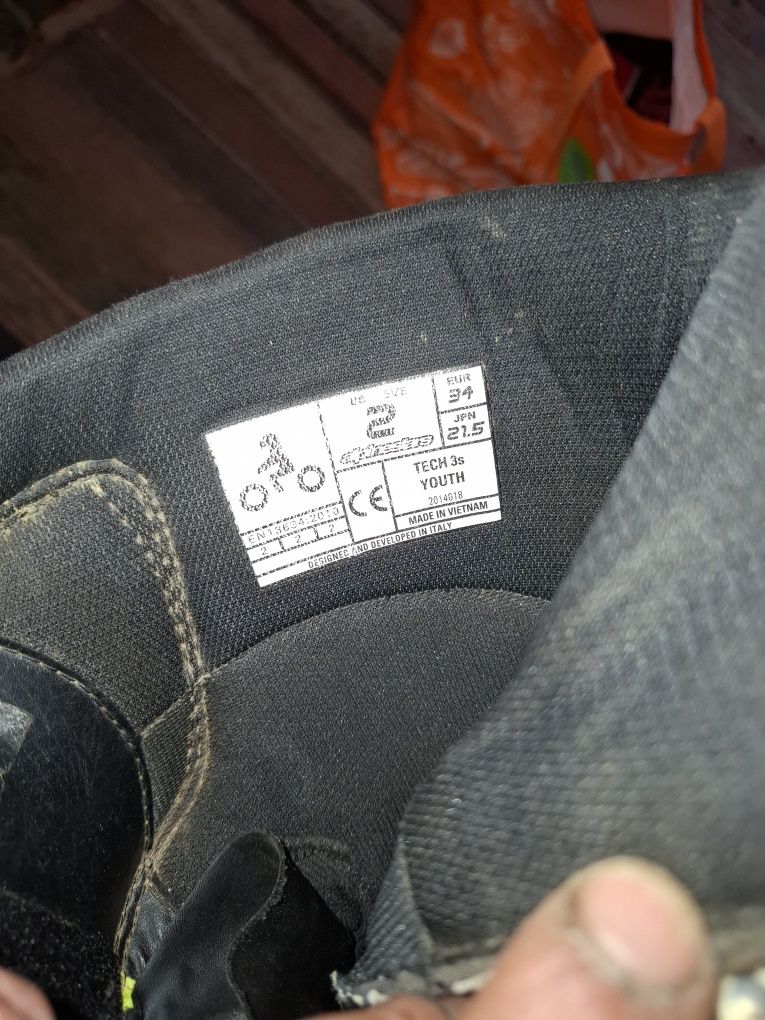 US SIZE
2
EUR
34
JPN
21.5
alpinestars
TECH 3s
YOUTH
2014018
CE
EN13634:2010
2 2 2
MADE IN VIETNAM
DESIGNED AND DEVELOPED IN ITALY